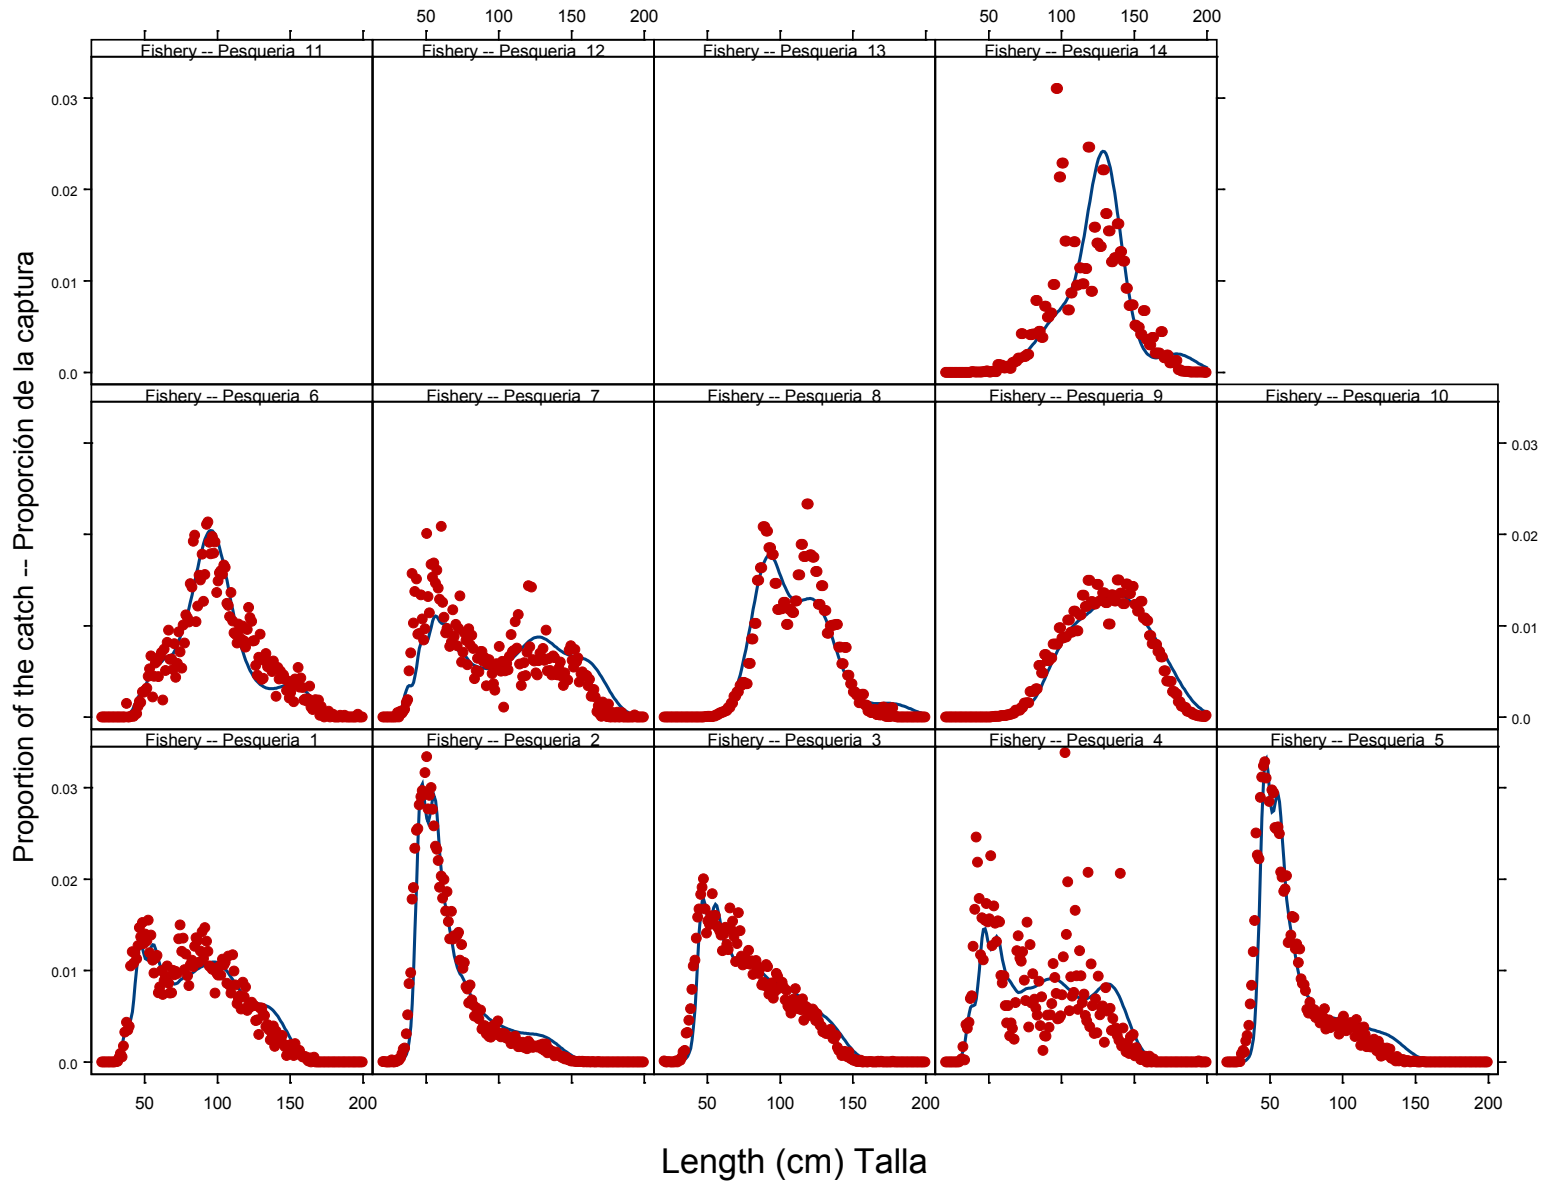 50 100 150 200 50 100 150 200
Fishery -- Pesqueria 11 Fishery -- Pesqueria 12 Fishery -- Pesqueria 13 Fishery -- Pesqueria 14
0.03
0.02
0.01
0.0
Fishery -- Pesqueria 6 Fishery -- Pesqueria 7 Fishery -- Pesqueria 8 Fishery -- Pesqueria 9 Fishery -- Pesqueria 10
0.03
0.02
0.01
0.0
Fishery -- Pesqueria 1 Fishery -- Pesqueria 2 Fishery -- Pesqueria 3 Fishery -- Pesqueria 4 Fishery -- Pesqueria 5
0.03
0.02
0.01
0.0
50 100 150 200 50 100 150 200 50 100 150 200
Proportion of the catch -- Proporción de la captura
Length (cm) Talla